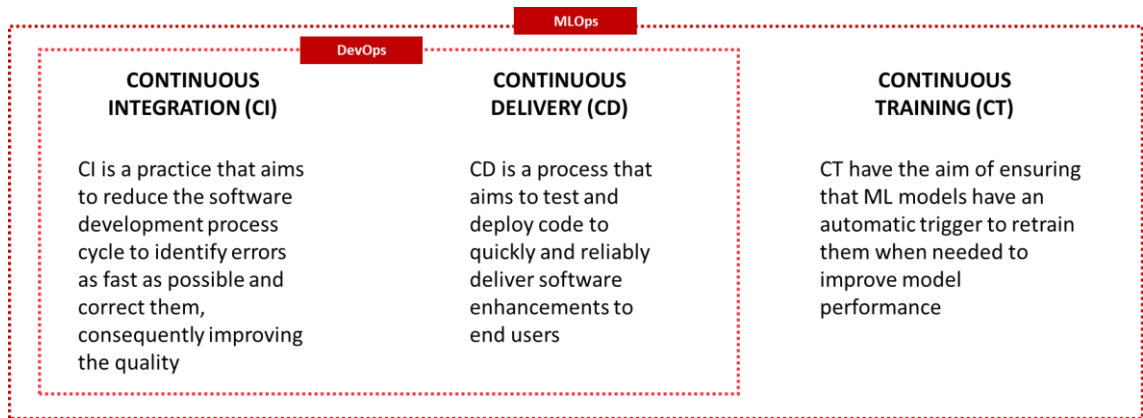 MLOps
DevOps
CONTINUOUS
INTEGRATION (CI)
CI is a practice that aims
to reduce the software
development process
cycle to identify errors
as fast as possible and
correct them,
consequently improving
the quality
CONTINUOUS
DELIVERY (CD)
CD is a process that
aims to test and
deploy code to
quickly and reliably
deliver software
enhancements to
end users
CONTINUOUS
TRAINING (CT)
CT have the aim of ensuring
that ML models have an
automatic trigger to retrain
them when needed to
improve model
performance